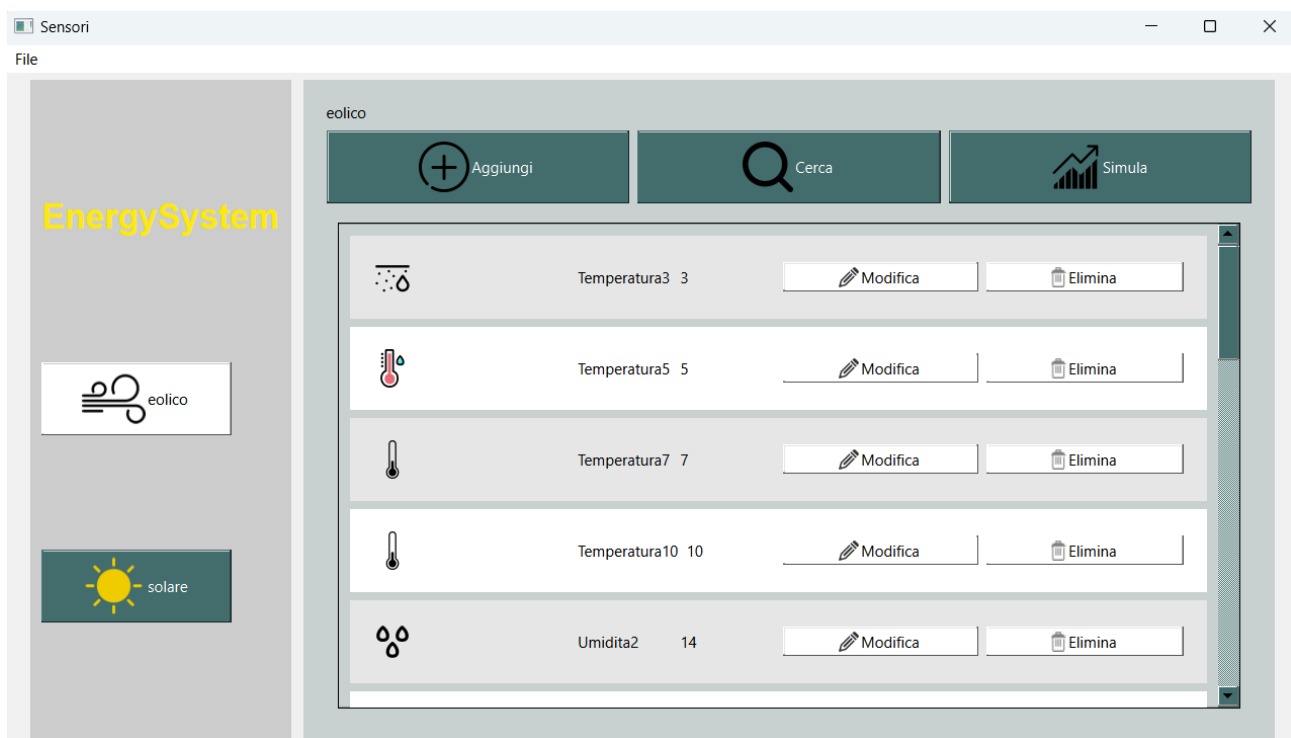 Sensori
File
EnergySystem
eolico
solare
eolico
Aggiungi Cerca Simula
Temperatura3 3 Modifica Elimina
Temperatura5 5 Modifica Elimina
Temperatura7 7 Modifica Elimina
Temperatura10 10 Modifica Elimina
Umidita2 14 Modifica Elimina